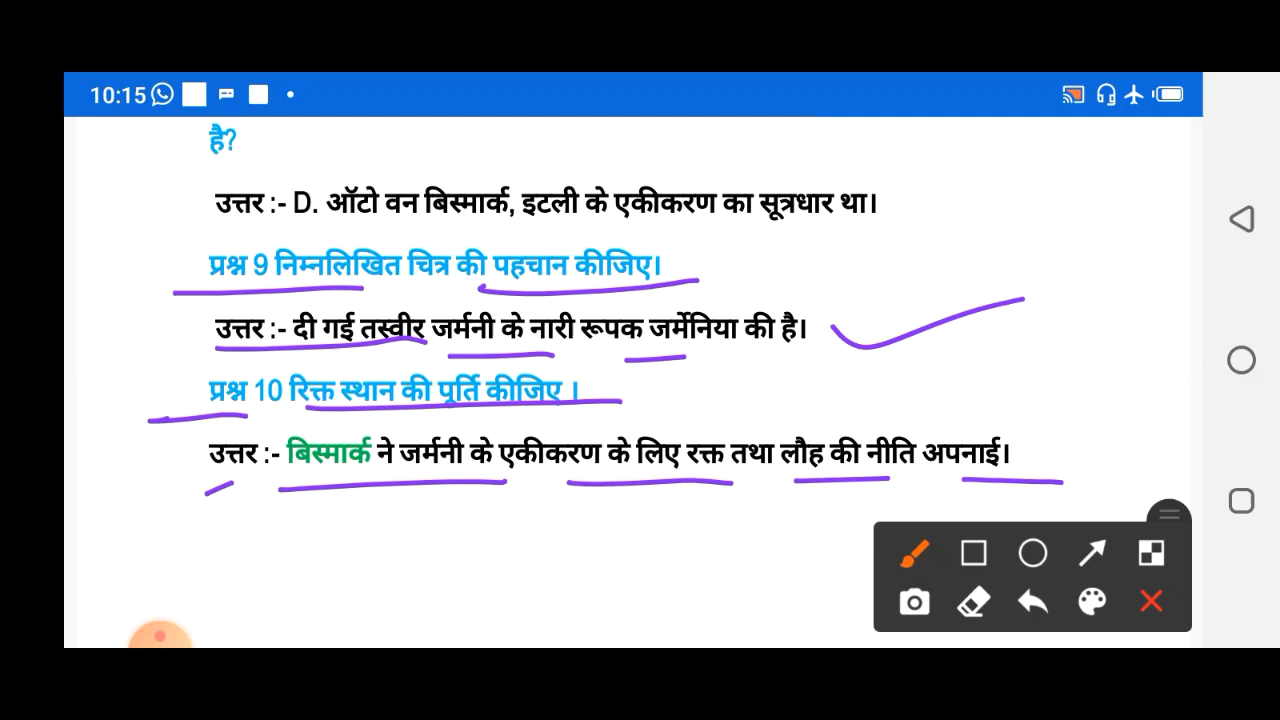 10:15
है?
उत्तर :- D. ऑटो वन बिस्मार्क, इटली के एकीकरण का सूत्रधार था।
प्रश्न 9 निम्नलिखित चित्र की पहचान कीजिए।
उत्तर :- दी गई तस्वीर जर्मनी के नारी रूपक जर्मेनिया की है।
प्रश्न 10 रिक्त स्थान की पूर्ति कीजिए ।
उत्तर :- बिस्मार्क ने जर्मनी के एकीकरण के लिए रक्त तथा लौह की नीति अपनाई।